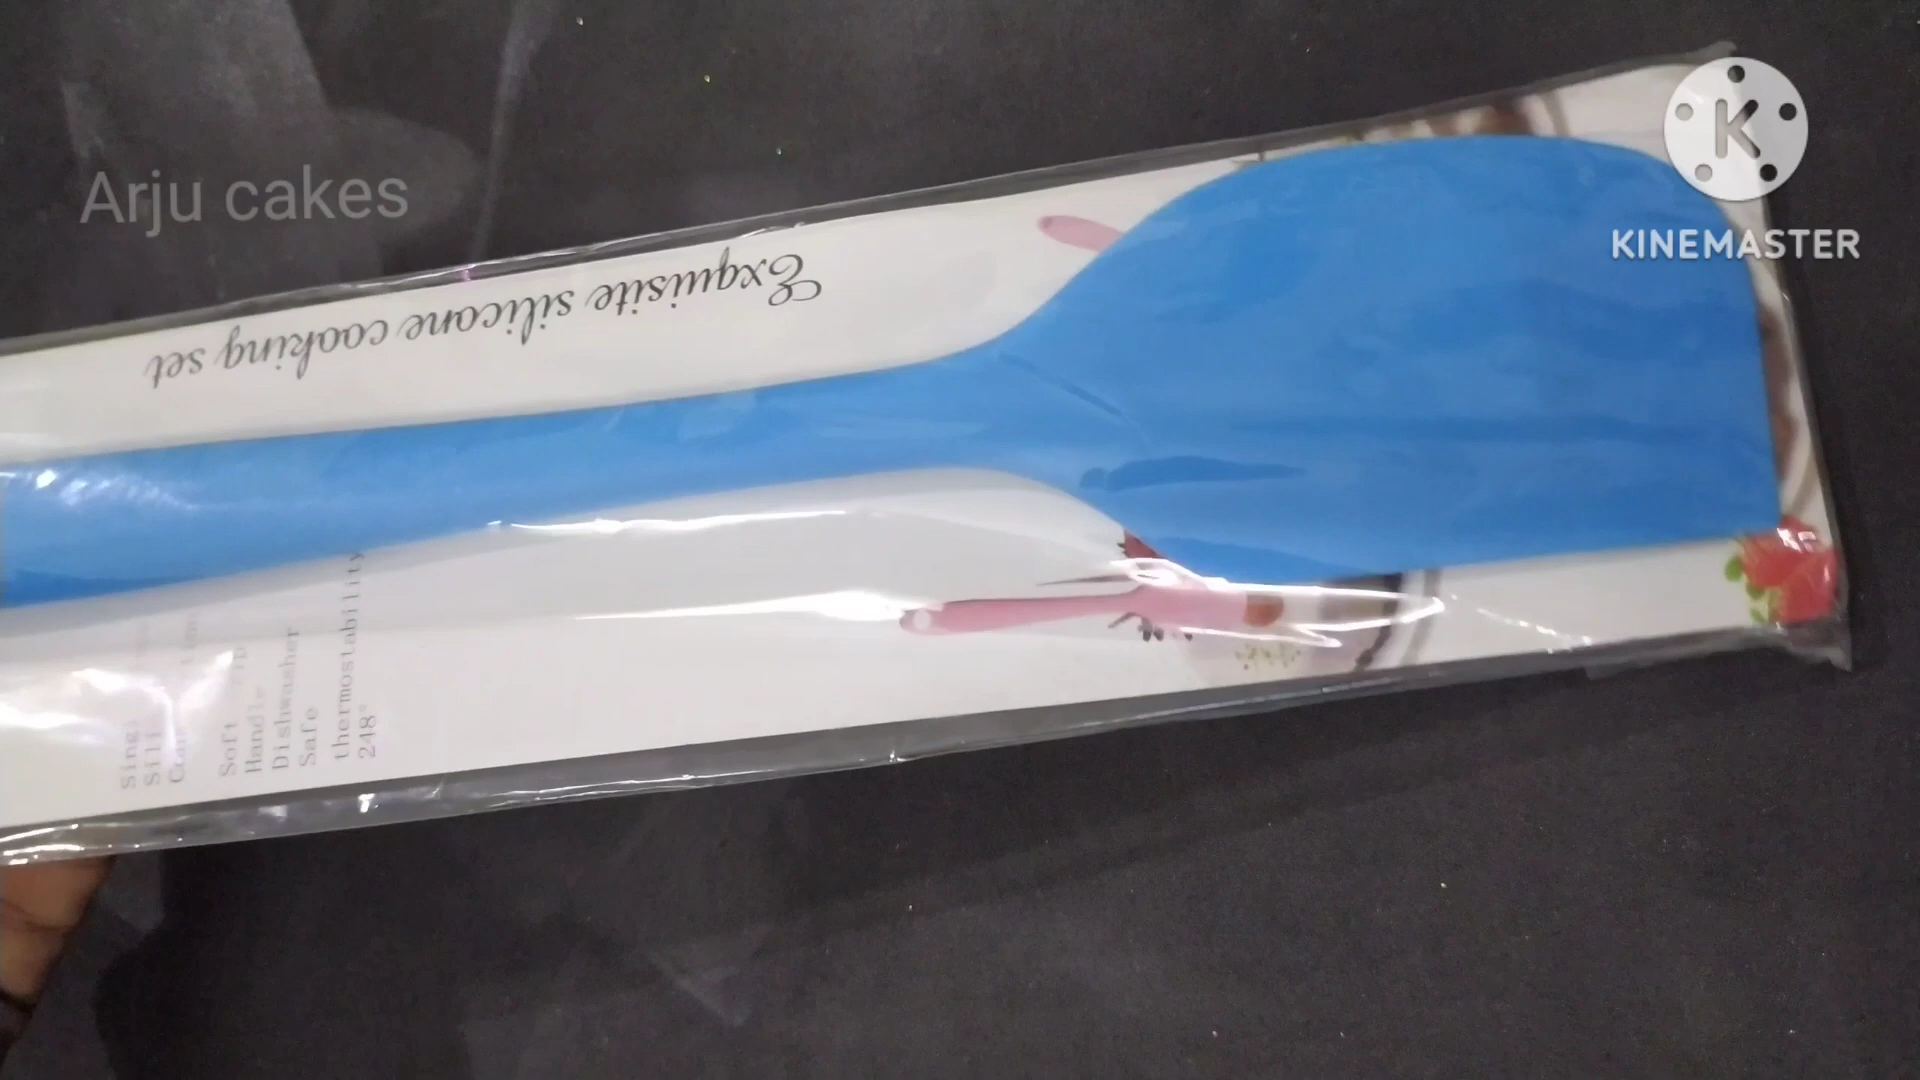 Arju cakes
KINEMASTER
Exquisite silicone cooking set
Soft
Handle
Dishwasher
Safe
thermostability
248°